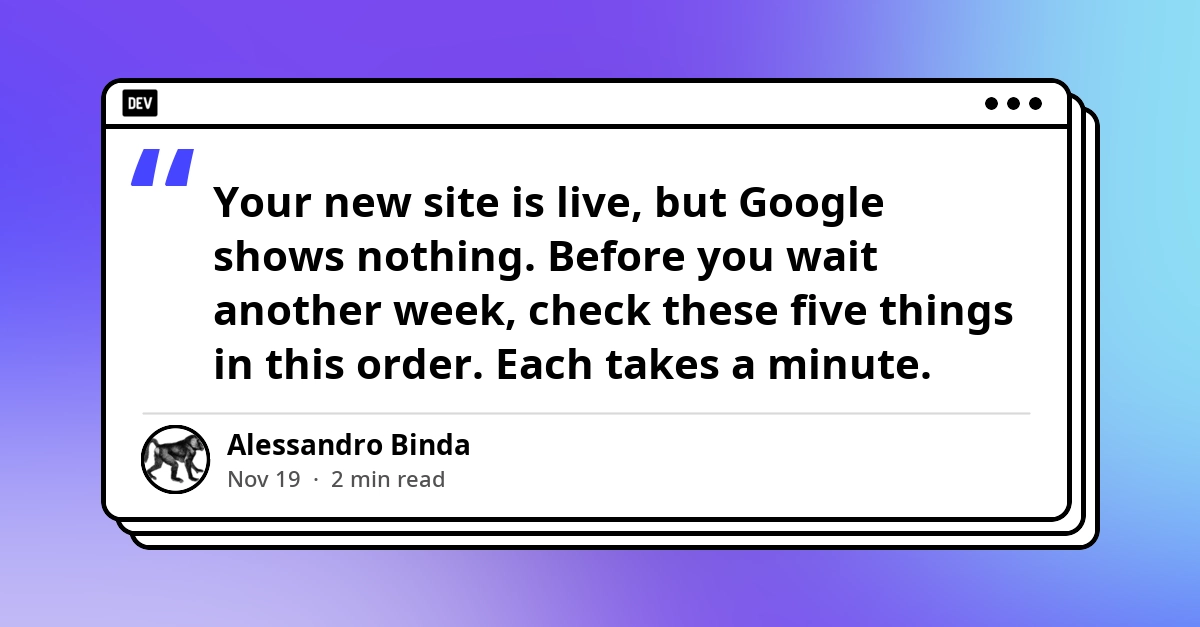 DEV
Your new site is live, but Google
shows nothing. Before you wait
another week, check these five things
in this order. Each takes a minute.
Alessandro Binda
Nov 19 · 2 min read